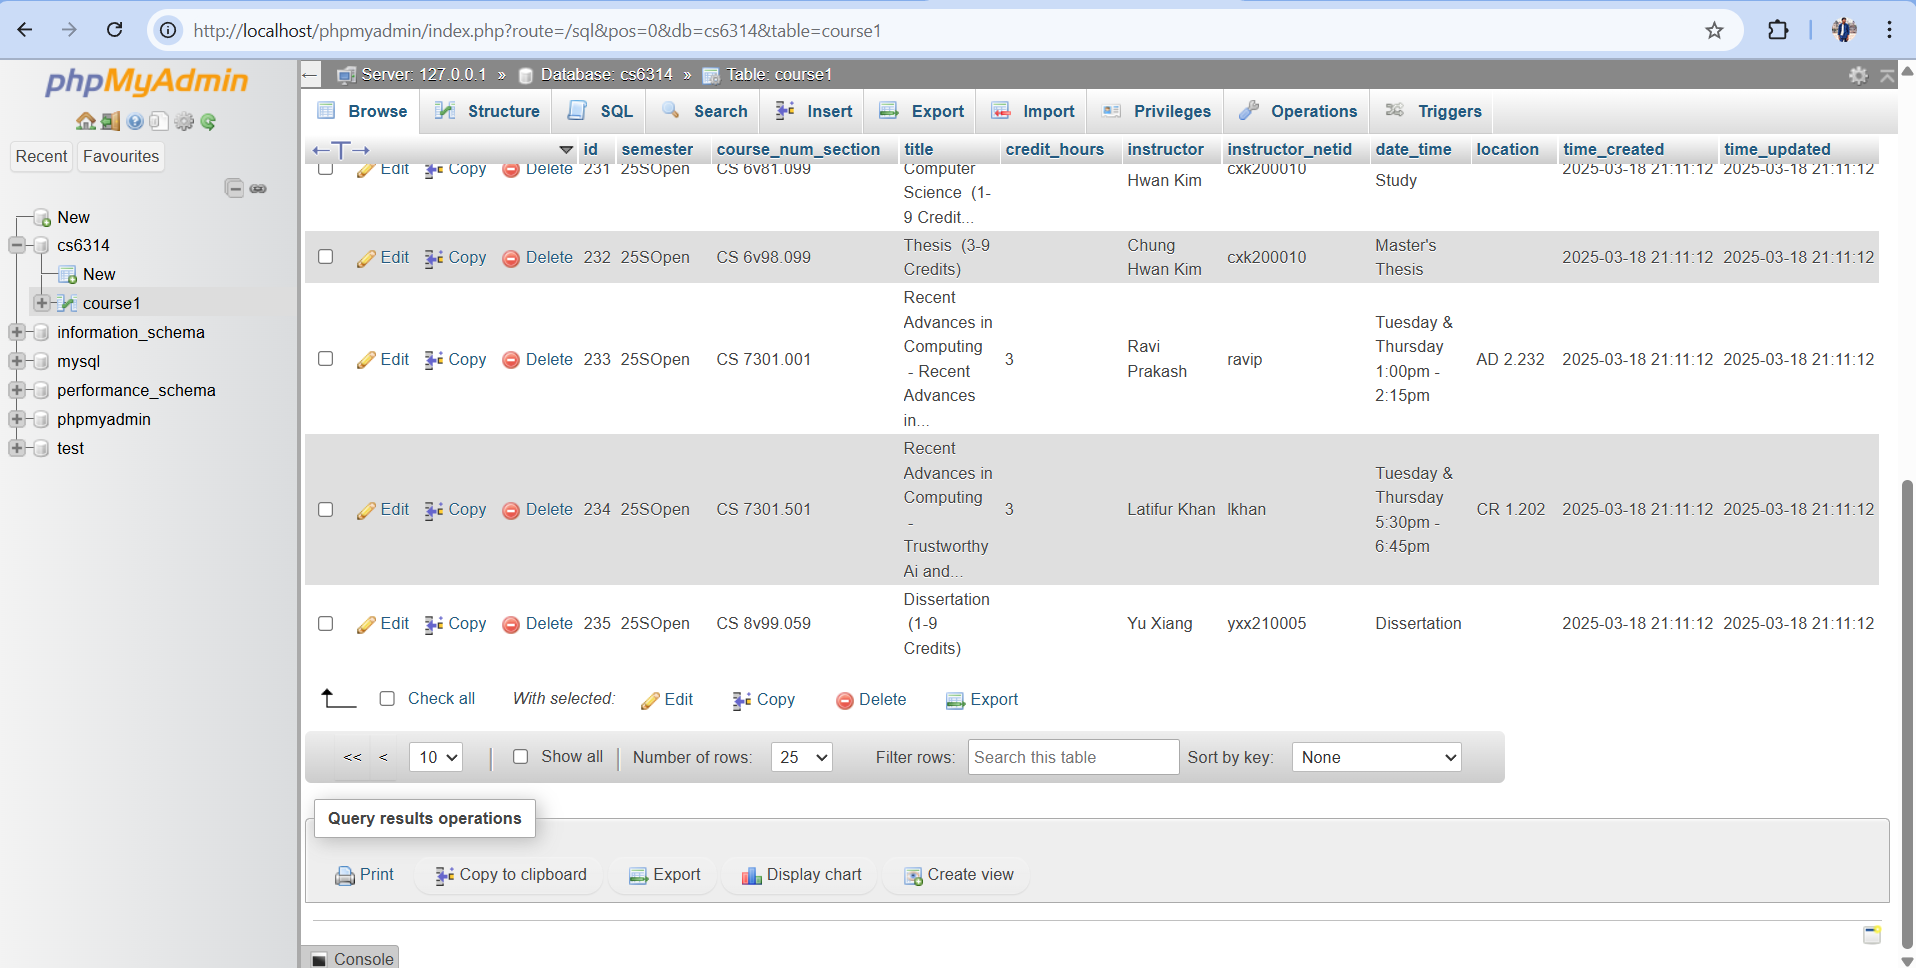 http://localhost/phpmyadmin/index.php?route=/sql&pos=0&db=cs6314&table=course1
phpMyAdmin
Recent Favourites
New
cs6314
New
course1
information_schema
mysql
performance_schema
phpmyadmin
test
Server: 127.0.0.1 » Database: cs6314 » Table: course1
Browse Structure SQL Search Insert Export Import Privileges Operations Triggers
←T→ id semester course_num_section title credit_hours instructor instructor_netid date_time location time_created time_updated
Edit Copy Delete 231 25SOpen CS 6v81.099 Computer Science (1-9 Credit... Hwan Kim cxk200010 Study 2025-03-18 21:11:12 2025-03-18 21:11:12
Edit Copy Delete 232 25SOpen CS 6v98.099 Thesis (3-9 Credits) Chung Hwan Kim cxk200010 Master's Thesis 2025-03-18 21:11:12 2025-03-18 21:11:12
Edit Copy Delete 233 25SOpen CS 7301.001 Recent Advances in Computing - Recent Advances in... 3 Ravi Prakash ravip Tuesday & Thursday 1:00pm - 2:15pm AD 2.232 2025-03-18 21:11:12 2025-03-18 21:11:12
Edit Copy Delete 234 25SOpen CS 7301.501 Recent Advances in Computing - Trustworthy Ai and... 3 Latifur Khan lkhan Tuesday & Thursday 5:30pm - 6:45pm CR 1.202 2025-03-18 21:11:12 2025-03-18 21:11:12
Edit Copy Delete 235 25SOpen CS 8v99.059 Dissertation (1-9 Credits) Yu Xiang yxx210005 Dissertation 2025-03-18 21:11:12 2025-03-18 21:11:12
Check all With selected: Edit Copy Delete Export
<< < 10 | Show all | Number of rows: 25 Filter rows: Search this table Sort by key: None
Query results operations
Print Copy to clipboard Export Display chart Create view
Console